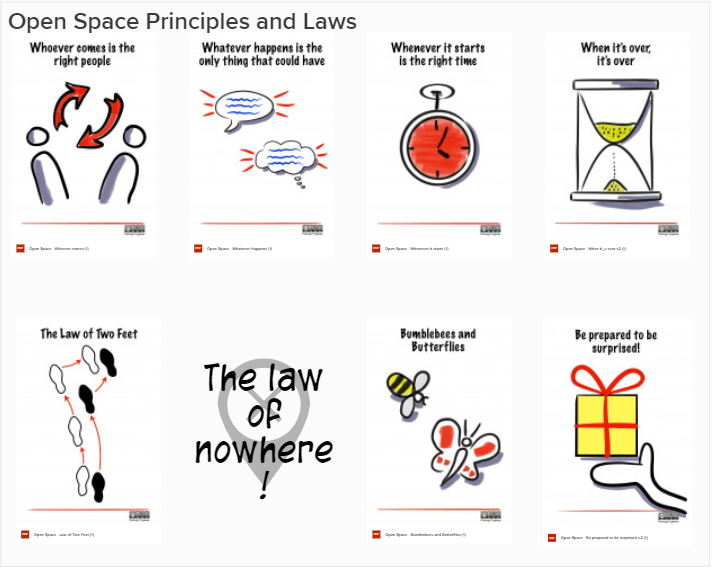 Open Space Principles and Laws
Whoever comes is the
right people
Whatever happens is the
only thing that could have
Whenever it starts
is the right time
When it's over,
it's over
Open Space - Whoever comes (1)
Open Space - Whatever Happens (1)
Open Space - Whenever it starts (1)
Open Space - When it_s over v2 (1)
The Law of Two Feet
The law
of
nowhere
!
Bumblebees and
Butterflies
Be prepared to be
surprised!
Open Space - Law of Two Feet (1)
Open Space - Bumblebees and Butterflies (1)
Open Space - Be prepared to be surprised v2 (1)